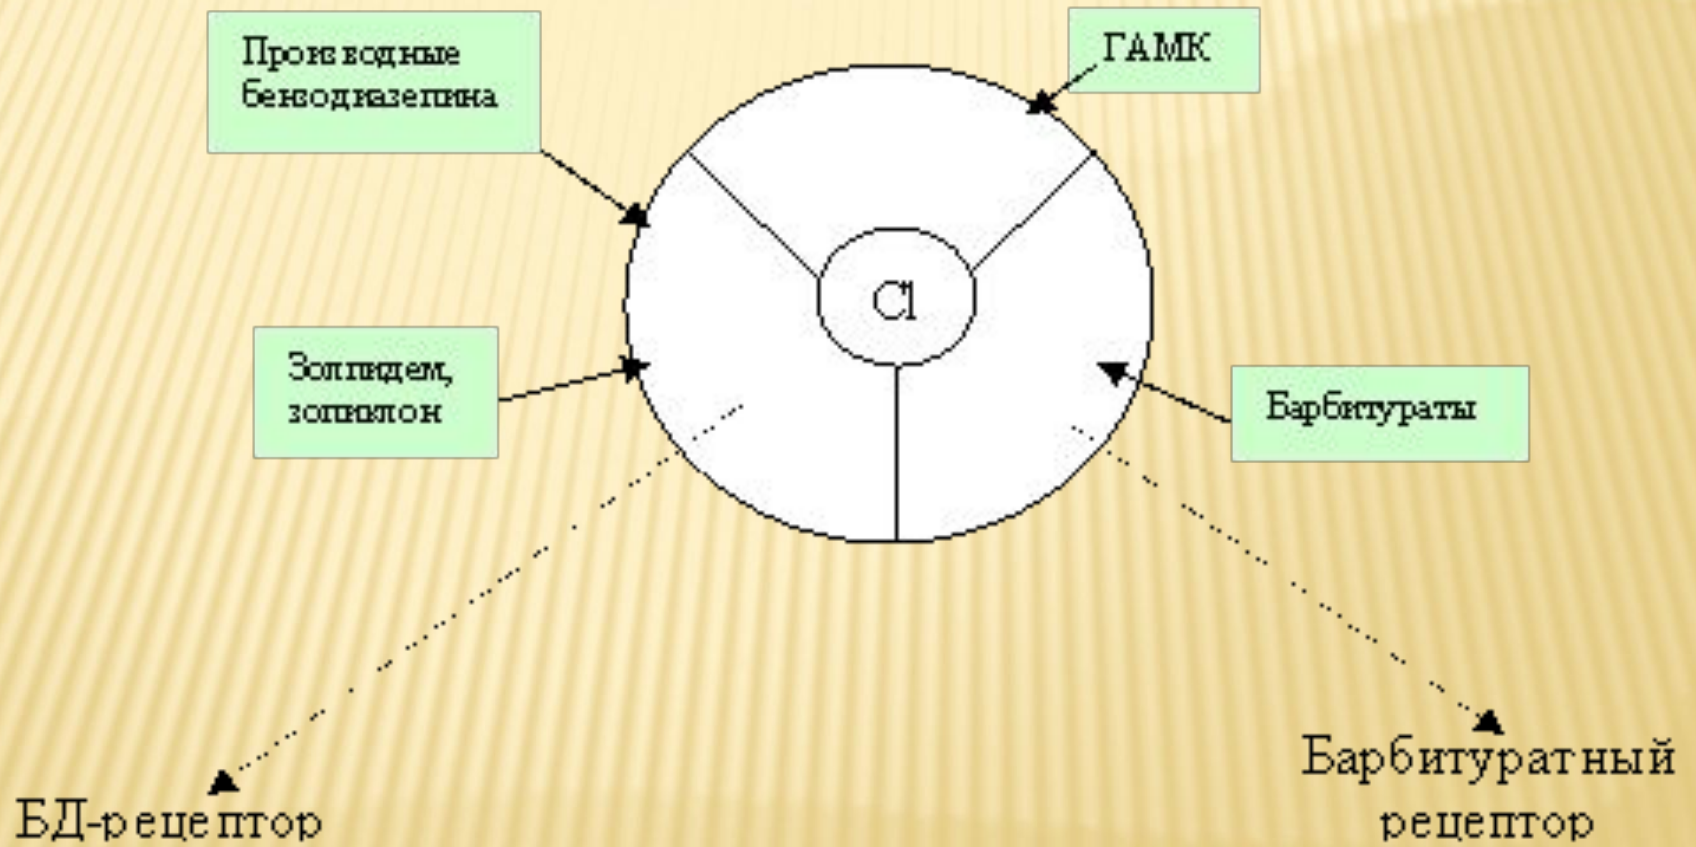 Производные
бензодиазепина
ГАМК
Cl
Золпидем,
зопиклон
Барбитураты
БД-рецептор
Барбитуратный
рецептор